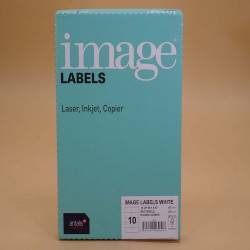 image
LABELS
Laser, Inkjet, Copier
IMAGE LABELS WHITE
10
antalis